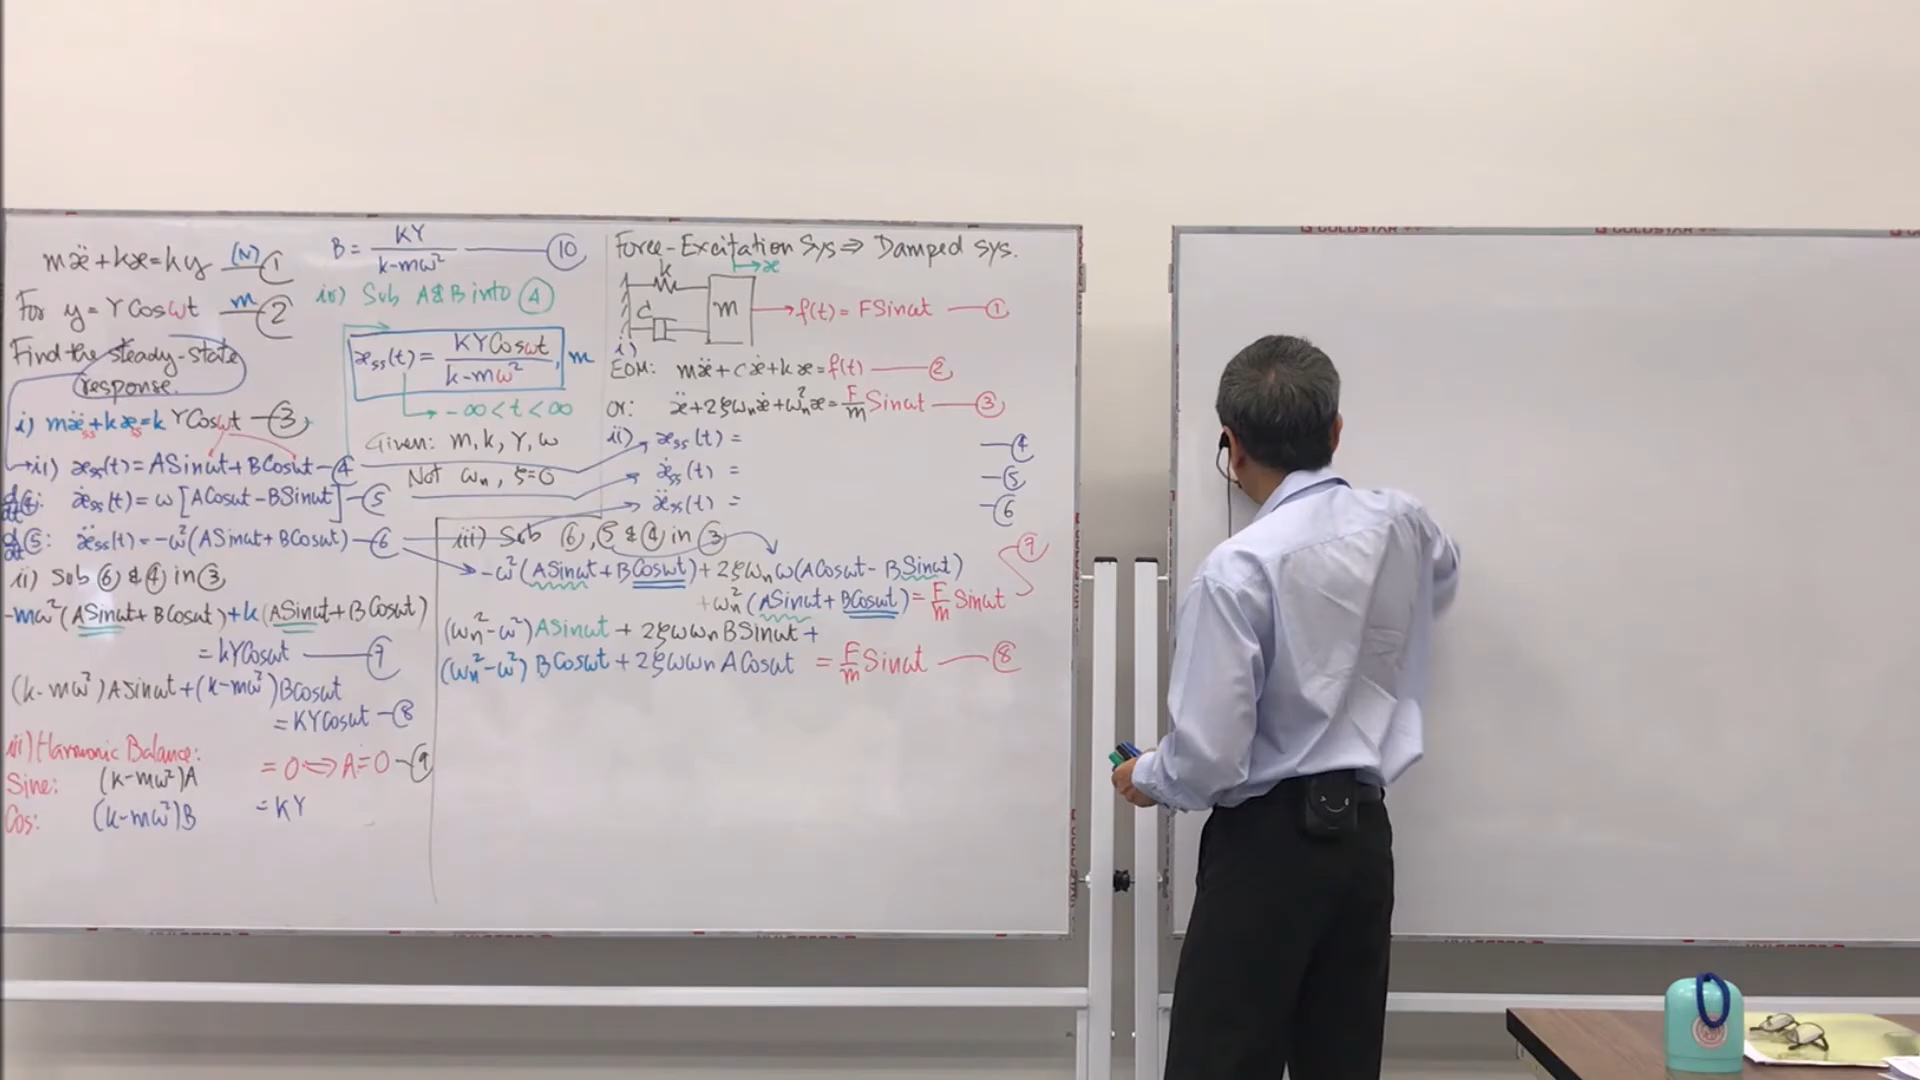 mẍ+kx=ky (N) ①
For y=YCosωt m ②
Find the steady-state
response.
i) mẍss+kxss=k YCosωt —③
ii) xss(t)=ASinωt+BCosωt—④
d/dt④: ẋss(t)=ω[ACosωt-BSinωt]—⑤
d/dt⑤: ẍss(t)=-ω²(ASinωt+BCosωt)—⑥
ii) Sub ⑥ & ④ in ③
-mω²(ASinωt+BCosωt)+k(ASinωt+BCosωt)
=kYCosωt ——⑦
(k-mω²)ASinωt+(k-mω²)BCosωt
=KYCosωt —⑧
iii) Harmonic Balance:
Sine: (k-mω²)A =0⇒A=0—⑨
Cos: (k-mω²)B =KY
B = KY/(k-mω²) ——⑩
iv) Sub A&B into ④
xss(t)= KYCosωt/(k-mω²), m
→ -∞<t<∞
Given: m, k, Y, ω
Not ωn, ξ=0
Force-Excitation Sys ⇒ Damped sys.
k →x
C m →f(t)=FSinωt —①
i)
EOM: mẍ+cẋ+kx=f(t) ——②
or: ẍ+2ξωnẋ+ωn²x=F/m Sinωt —③
ii) xss(t) = —④
ẋss(t) = —⑤
ẍss(t) = —⑥
iii) Sub ⑥, ⑤ & ④ in ③
-ω²(ASinωt+BCosωt)+2ξωnω(ACosωt-BSinωt) ⑦
+ωn²(ASinωt+BCosωt)=F/m Sinωt
(ωn²-ω²)ASinωt + 2ξωωnBSinωt +
(ωn²-ω²)BCosωt + 2ξωωnACosωt = F/m Sinωt —⑧
GOLDSTAR